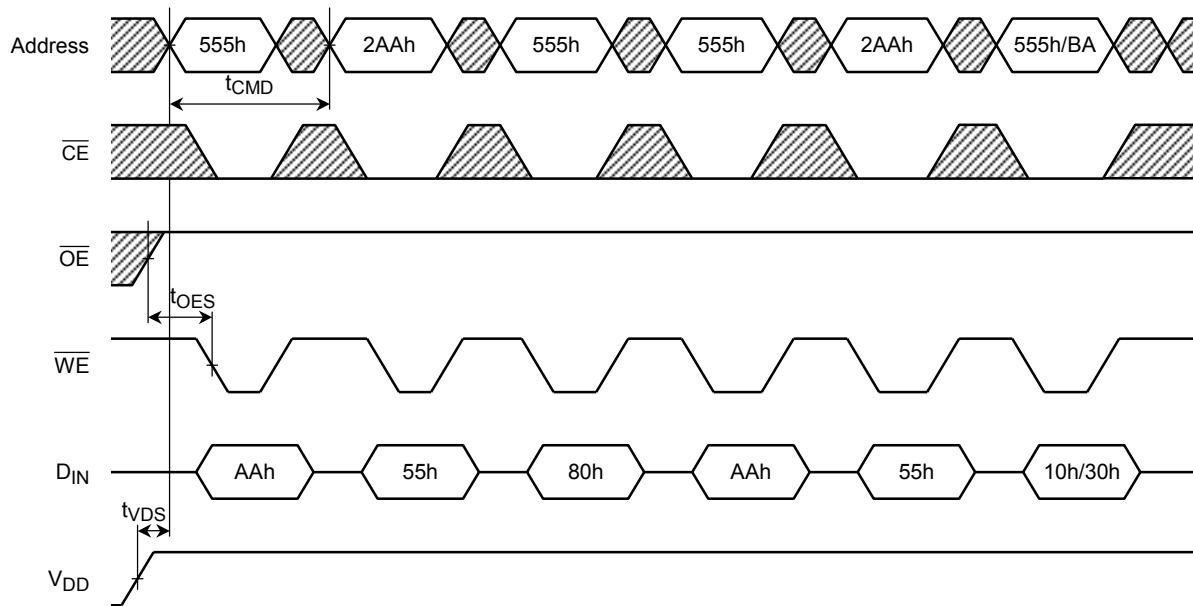 Address 555h 2AAh 555h 555h 2AAh 555h/BA
tCMD
CE
OE
tOES
WE
DIN AAh 55h 80h AAh 55h 10h/30h
tVDS
VDD